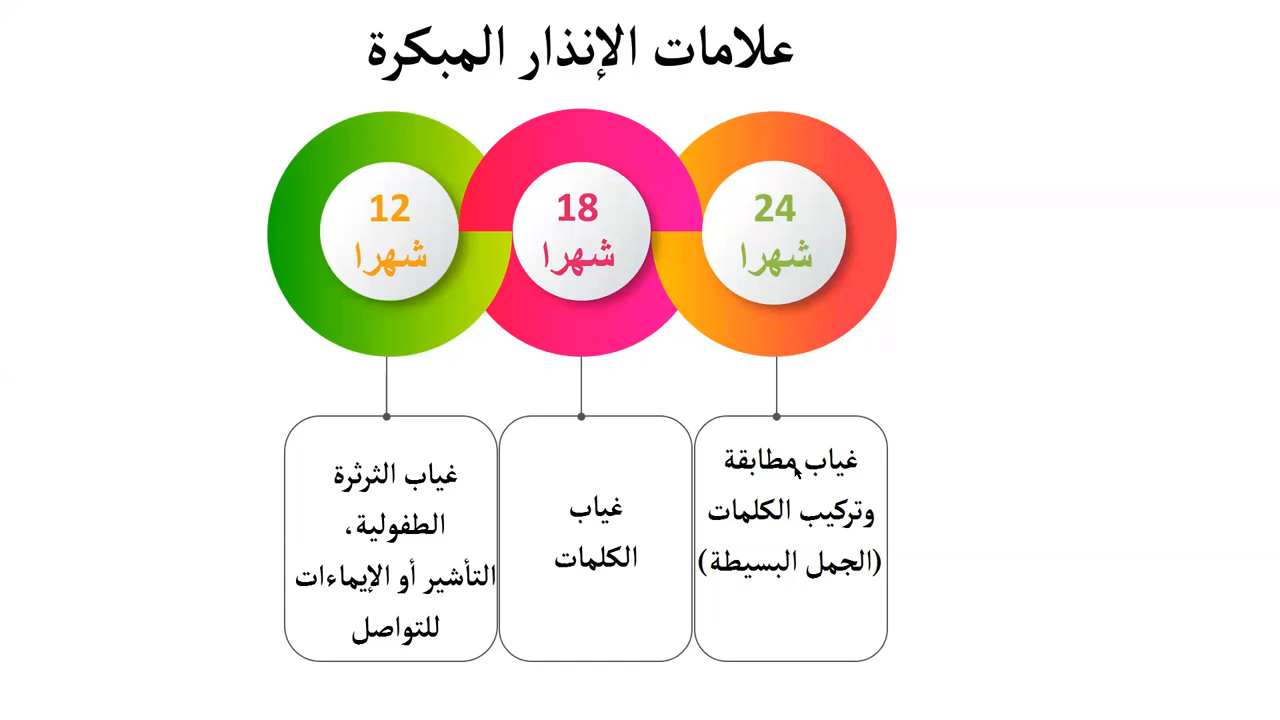 علامات الإنذار المبكرة
12
شهرا
غياب الثرثرة
الطفولية،
التأشير أو الإيماءات
للتواصل
18
شهرا
غياب
الكلمات
24
شهرا
غياب مطابقة
وتركيب الكلمات
(الجمل البسيطة)